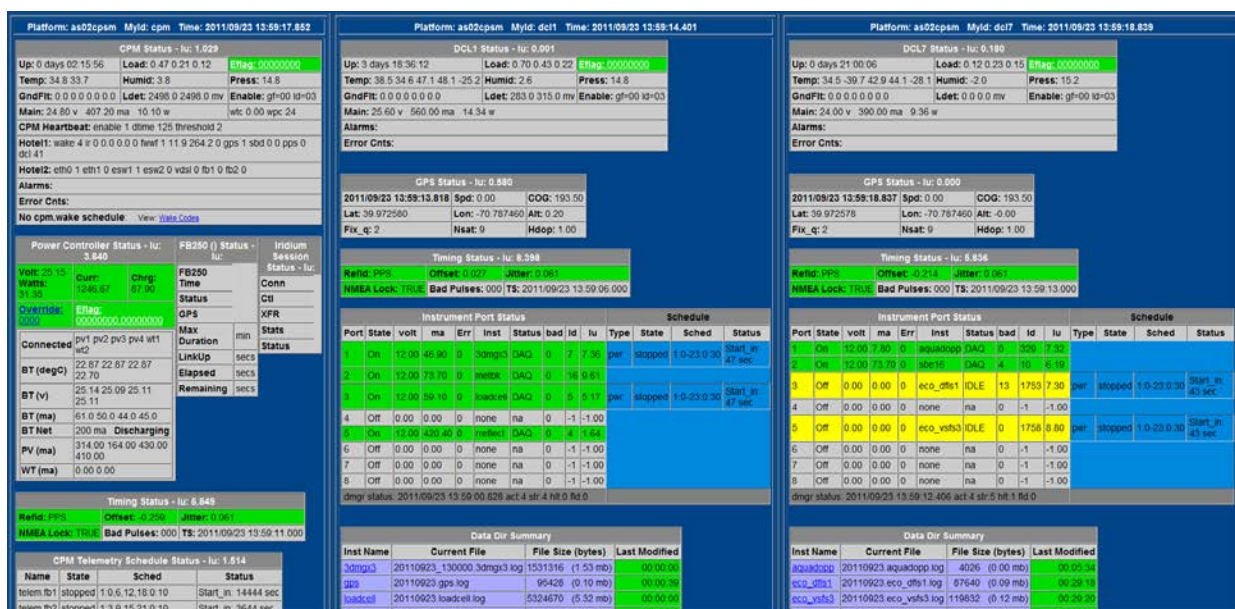 Platform: as02cpsm MyId: cpm Time: 2011/09/23 13:59:17.852
CPM Status - lu: 1.029
Up: 0 days 02:15:56 Load: 0.47 0.21 0.12 Eflag: 00000000
Temp: 34.8 33.7 Humid: 3.8 Press: 14.8
GndFlt: 0.0 0.0 0.0 0.0 Ldet: 2498.0 2498.0 mv Enable: gf=00 ld=03
Main: 24.80 v 407.20 ma 10.10 w wtc 0.00 wpc 24
CPM Heartbeat: enable 1 dtime 125 threshold 2
Hotel1: wake 4 ir 0 0.0 0.0 0 fwwf 1 11.9 264.2 0 gps 1 sbd 0 0 pps 0
dcl 41
Hotel2: eth0 1 eth1 0 esw1 1 esw2 0 vdsl 0 fb1 0 fb2 0
Alarms:
Error Cnts:
No cpm.wake schedule View: Wake Codes
Power Controller Status - lu:
3.640
Volt: 25.15
Watts:
31.35
Curr:
1246.67
Chrg:
87.90
Override:
0000
Eflag:
00000000,00000000
Connected pv1 pv2 pv3 pv4 wt1
wt2
BT (degC) 22.87 22.87 22.87
22.70
BT (v) 25.14 25.09 25.11
25.11
BT (ma) 61.0 50.0 44.0 45.0
BT Net 200 ma Discharging
PV (ma) 314.00 164.00 430.00
410.00
WT (ma) 0.00 0.00
FB250 () Status -
lu:
FB250
Time
Status
GPS
Max
Duration min
LinkUp secs
Elapsed secs
Remaining secs
Iridium
Session
Status - lu:
Conn
Ctl
XFR
Stats
Status
Timing Status - lu: 6.849
Refid: PPS Offset: -0.259 Jitter: 0.061
NMEA Lock: TRUE Bad Pulses: 000 TS: 2011/09/23 13:59:11.000
CPM Telemetry Schedule Status - lu: 1.514
Name State Sched Status
telem.fb1 stopped 1:0,6,12,18:0:10 Start_in: 14444 sec
telem.fb2 stopped 1:3,9,15,21:0:10 Start_in: 3644 sec
Platform: as02cpsm MyId: dcl1 Time: 2011/09/23 13:59:14.401
DCL1 Status - lu: 0.001
Up: 3 days 18:36:12 Load: 0.70 0.43 0.22 Eflag: 00000000
Temp: 38.5 34.6 47.1 48.1 -25.2 Humid: 2.6 Press: 14.8
GndFlt: 0.0 0.0 0.0 0.0 Ldet: 283.0 315.0 mv Enable: gf=00 ld=03
Main: 25.60 v 560.00 ma 14.34 w
Alarms:
Error Cnts:
GPS Status - lu: 0.580
2011/09/23 13:59:13.818 Spd: 0.00 COG: 193.50
Lat: 39.972580 Lon: -70.787460 Alt: 0.20
Fix_q: 2 Nsat: 9 Hdop: 1.00
Timing Status - lu: 8.398
Refid: PPS Offset: 0.027 Jitter: 0.061
NMEA Lock: TRUE Bad Pulses: 000 TS: 2011/09/23 13:59:06.000
Instrument Port Status Schedule
Port State volt ma Err Inst Status bad ld lu Type State Sched Status
1 On 12.00 46.90 0 3dmgx3 DAQ 0 7 7.36 pwr stopped 1:0-23:0:30 Start_in:
47 sec
2 On 12.00 73.70 0 metbk DAQ 0 16 9.61
3 On 12.00 59.10 0 loadcell DAQ 0 5 5.17 pwr stopped 1:0-23:0:30 Start_in:
47 sec
4 Off 0.00 0.00 0 none na 0 -1 -1.00
5 On 12.00 420.40 0 rreflect DAQ 0 4 1.64
6 Off 0.00 0.00 0 none na 0 -1 -1.00
7 Off 0.00 0.00 0 none na 0 -1 -1.00
8 Off 0.00 0.00 0 none na 0 -1 -1.00
dmgr status: 2011/09/23 13:59:00.828 act:4 str:4 hlt:0 fld:0
Data Dir Summary
Inst Name Current File File Size (bytes) Last Modified
3dmgx3 20110923_130000.3dmgx3.log 1531316 (1.53 mb) 00:00:00
gps 20110923.gps.log 95428 (0.10 mb) 00:00:39
loadcell 20110923.loadcell.log 5324670 (5.32 mb) 00:00:00
Platform: as02cpsm MyId: dcl7 Time: 2011/09/23 13:59:18.839
DCL7 Status - lu: 0.180
Up: 0 days 21:00:06 Load: 0.12 0.23 0.15 Eflag: 00000000
Temp: 34.5 -39.7 42.9 44.1 -28.1 Humid: -2.0 Press: 15.2
GndFlt: 0.0 0.0 0.0 0.0 Ldet: 0.0 0.0 mv Enable: gf=00 ld=03
Main: 24.00 v 390.00 ma 9.36 w
Alarms:
Error Cnts:
GPS Status - lu: 0.000
2011/09/23 13:59:18.837 Spd: 0.00 COG: 193.50
Lat: 39.972578 Lon: -70.787460 Alt: -0.00
Fix_q: 2 Nsat: 9 Hdop: 1.00
Timing Status - lu: 5.836
Refid: PPS Offset: -0.214 Jitter: 0.061
NMEA Lock: TRUE Bad Pulses: 000 TS: 2011/09/23 13:59:13.000
Instrument Port Status Schedule
Port State volt ma Err Inst Status bad ld lu Type State Sched Status
1 On 12.00 7.80 0 aquadopp DAQ 0 329 7.32
2 On 12.00 73.70 0 sbe16 DAQ 4 10 6.19
3 Off 0.00 0.00 0 eco_dfls1 IDLE 13 1753 7.30 pwr stopped 1:0-23:0:30 Start_in:
43 sec
4 Off 0.00 0.00 0 none na 0 -1 -1.00
5 Off 0.00 0.00 0 eco_vsfs3 IDLE 0 1758 8.80 pwr stopped 1:0-23:0:30 Start_in:
43 sec
6 Off 0.00 0.00 0 none na 0 -1 -1.00
7 Off 0.00 0.00 0 none na 0 -1 -1.00
8 Off 0.00 0.00 0 none na 0 -1 -1.00
dmgr status: 2011/09/23 13:59:12.406 act:4 str:5 hlt:1 fld:0
Data Dir Summary
Inst Name Current File File Size (bytes) Last Modified
aquadopp 20110923.aquadopp.log 4026 (0.00 mb) 00:05:34
eco_dfls1 20110923.eco_dfls1.log 87640 (0.09 mb) 00:29:18
eco_vsfs3 20110923.eco_vsfs3.log 119832 (0.12 mb) 00:29:20